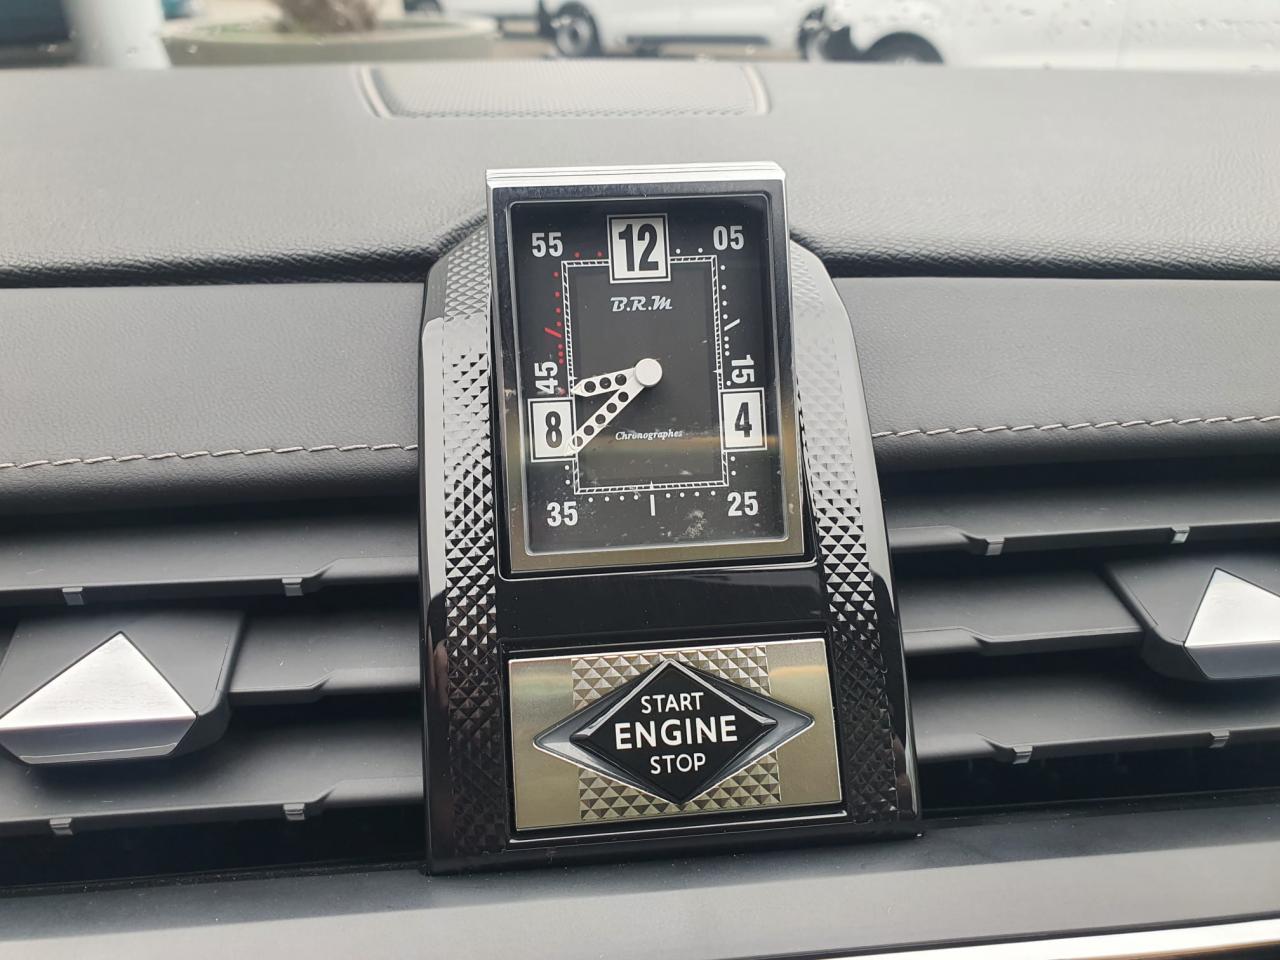 12
55
05
B.R.M
45
15
8
4
Chronographes
35
25
START
ENGINE
STOP